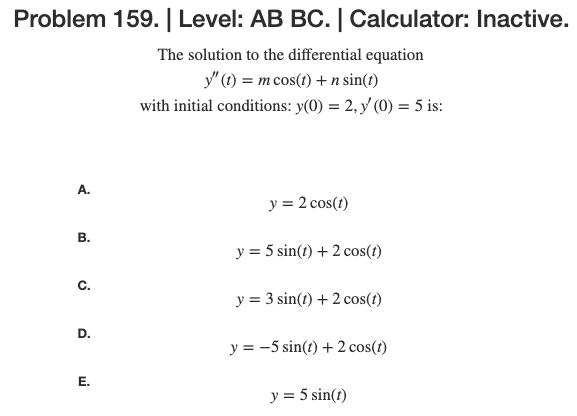 Problem 159. | Level: AB BC. | Calculator: Inactive.
The solution to the differential equation
y″ (t) = m cos(t) + n sin(t)
with initial conditions: y(0) = 2, y′ (0) = 5 is:
A.
y = 2 cos(t)
B.
y = 5 sin(t) + 2 cos(t)
C.
y = 3 sin(t) + 2 cos(t)
D.
y = −5 sin(t) + 2 cos(t)
E.
y = 5 sin(t)